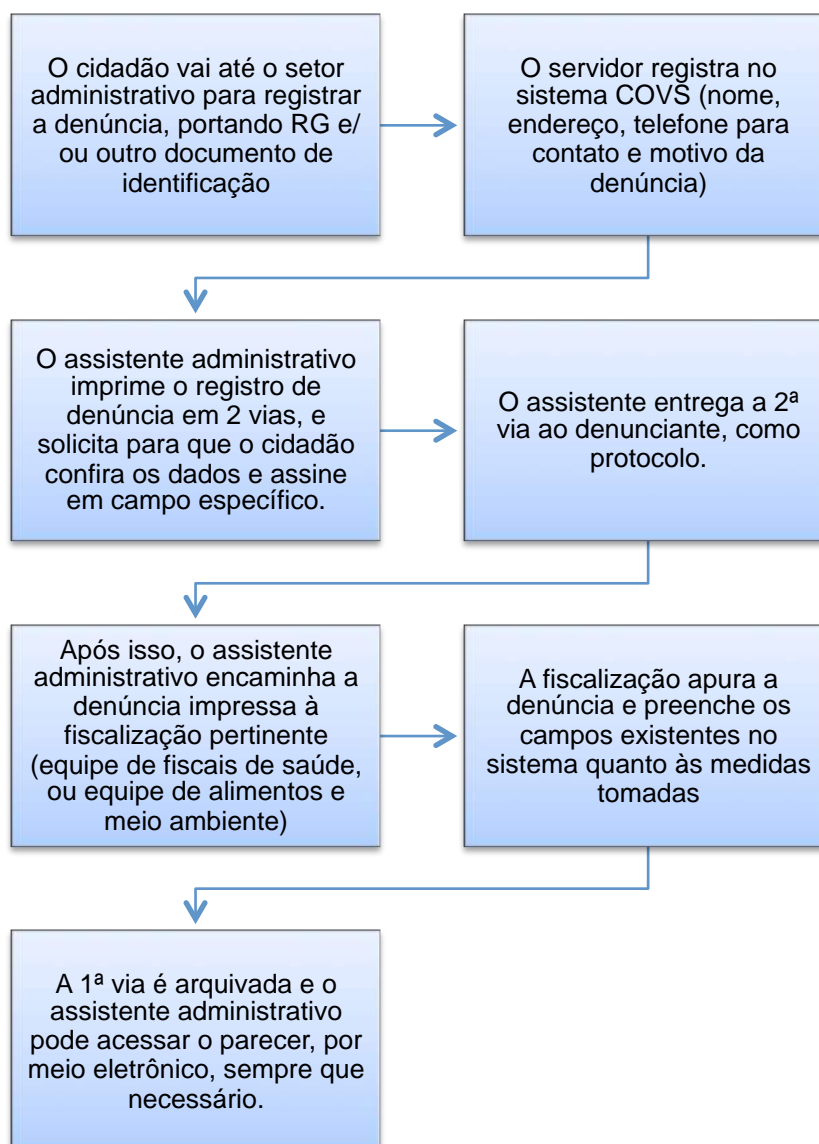 O cidadão vai até o setor
administrativo para registrar
a denúncia, portando RG e/
ou outro documento de
identificação
O servidor registra no
sistema COVS (nome,
endereço, telefone para
contato e motivo da
denúncia)
O assistente administrativo
imprime o registro de
denúncia em 2 vias, e
solicita para que o cidadão
confira os dados e assine
em campo específico.
O assistente entrega a 2ª
via ao denunciante, como
protocolo.
Após isso, o assistente
administrativo encaminha a
denúncia impressa à
fiscalização pertinente
(equipe de fiscais de saúde,
ou equipe de alimentos e
meio ambiente)
A fiscalização apura a
denúncia e preenche os
campos existentes no
sistema quanto às medidas
tomadas
A 1ª via é arquivada e o
assistente administrativo
pode acessar o parecer, por
meio eletrônico, sempre que
necessário.